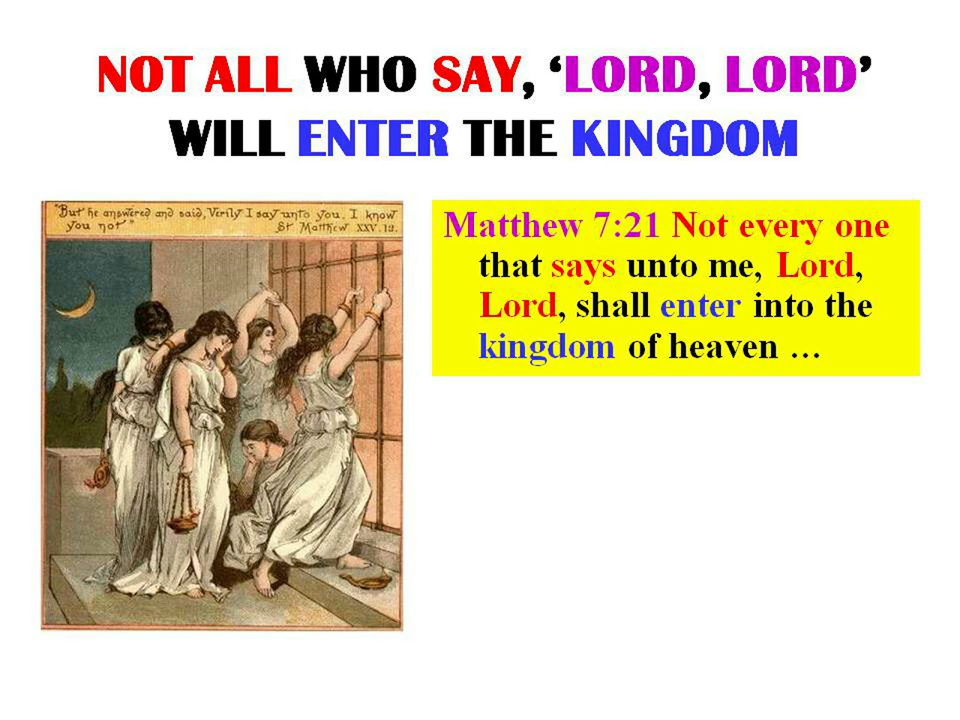 NOT ALL WHO SAY, ‘LORD, LORD’
WILL ENTER THE KINGDOM
"But he answered and said, Verily I say unto you. I know
you not" St Matthew XXV. 12.
Matthew 7:21 Not every one
that says unto me, Lord,
Lord, shall enter into the
kingdom of heaven …